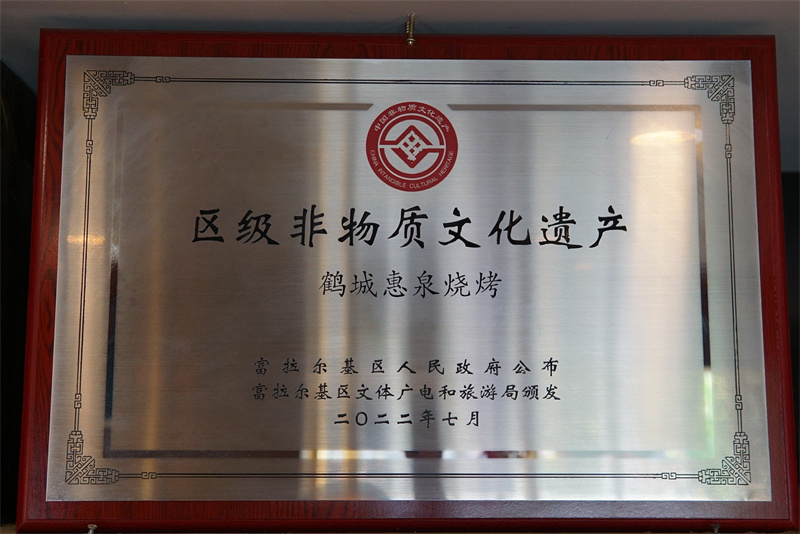 中国非物质文化遗产
CHINA INTANGIBLE CULTURAL HERITAGE
区级非物质文化遗产
鹤城惠泉烧烤
富拉尔基区人民政府公布
富拉尔基区文体广电和旅游局颁发
二〇二二年七月